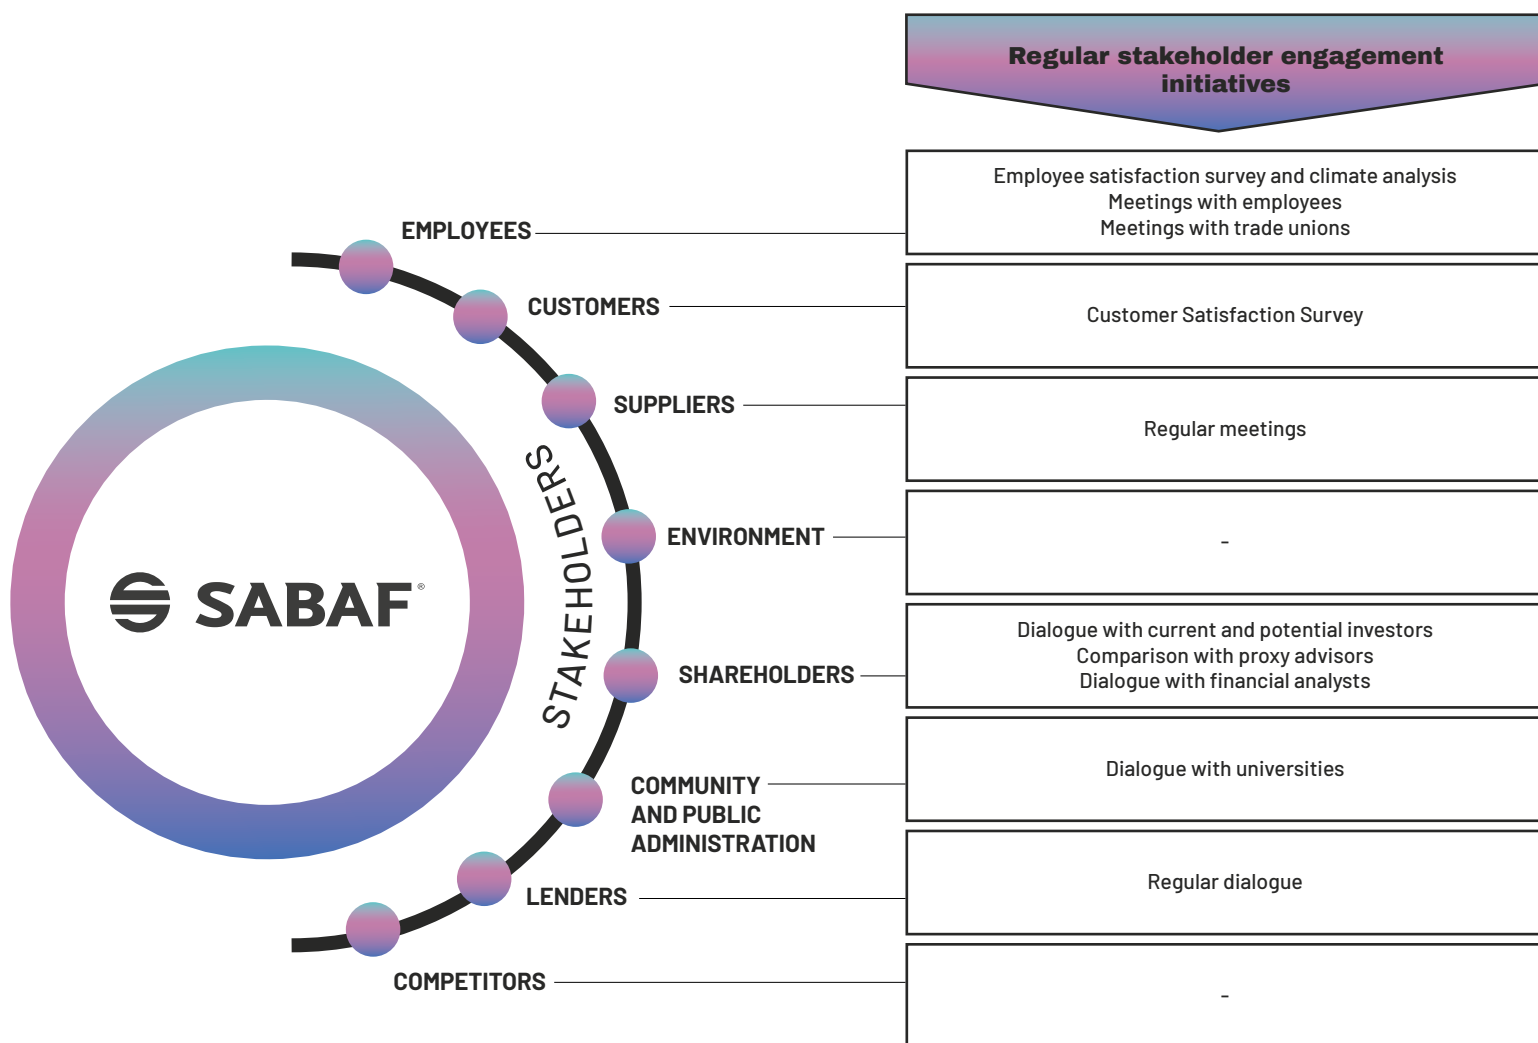 Regular stakeholder engagement
initiatives
EMPLOYEES
Employee satisfaction survey and climate analysis
Meetings with employees
Meetings with trade unions
CUSTOMERS
Customer Satisfaction Survey
SUPPLIERS
Regular meetings
ENVIRONMENT
-
SHAREHOLDERS
Dialogue with current and potential investors
Comparison with proxy advisors
Dialogue with financial analysts
COMMUNITY
AND PUBLIC
ADMINISTRATION
Dialogue with universities
LENDERS
Regular dialogue
COMPETITORS
-
STAKEHOLDERS
SABAF®